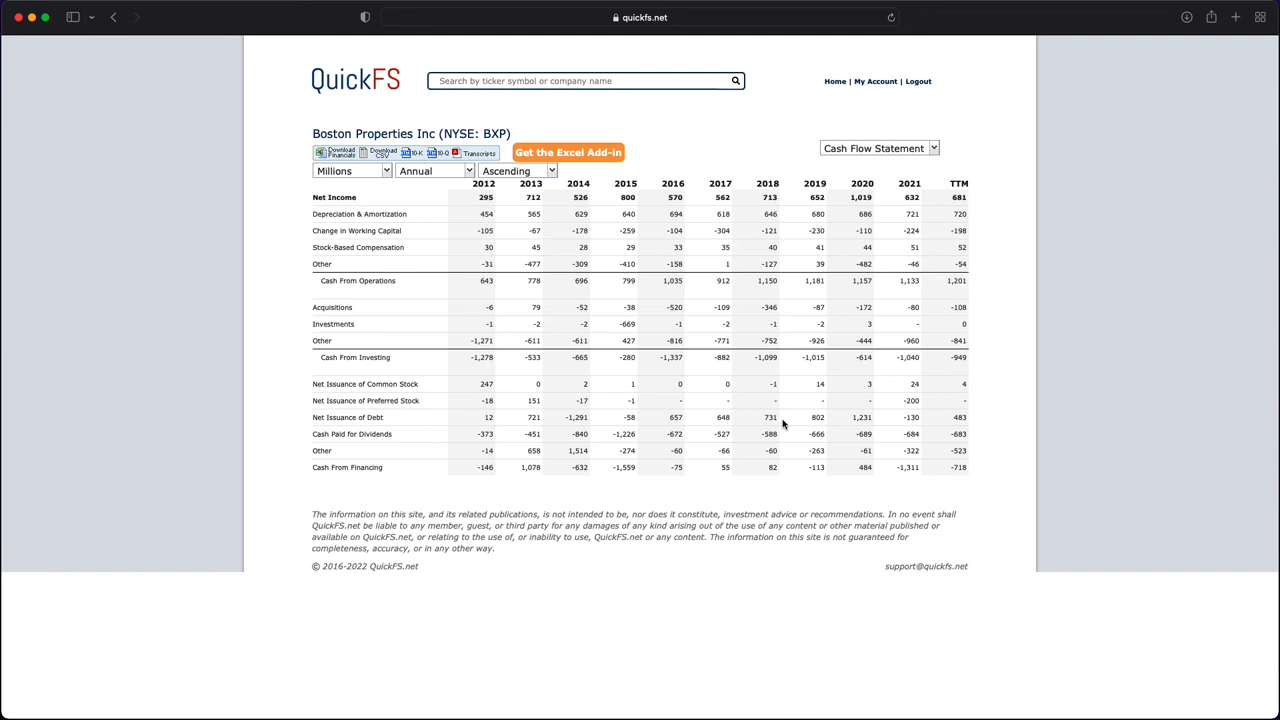 quickfs.net
QuickFS
Search by ticker symbol or company name
Home | My Account | Logout
Boston Properties Inc (NYSE: BXP)
Download Financials Download CSV 10-K 10-Q Transcripts Get the Excel Add-in
Cash Flow Statement
Millions Annual Ascending
2012 2013 2014 2015 2016 2017 2018 2019 2020 2021 TTM
Net Income 295 712 526 800 570 562 713 652 1,019 632 681
Depreciation & Amortization 454 565 629 640 694 618 646 680 686 721 720
Change in Working Capital -105 -67 -178 -259 -104 -304 -121 -230 -110 -224 -198
Stock-Based Compensation 30 45 28 29 33 35 40 41 44 51 52
Other -31 -477 -309 -410 -158 1 -127 39 -482 -46 -54
Cash From Operations 643 778 696 799 1,035 912 1,150 1,181 1,157 1,133 1,201
Acquisitions -6 79 -52 -38 -520 -109 -346 -87 -172 -80 -108
Investments -1 -2 -2 -669 -1 -2 -1 -2 3 - 0
Other -1,271 -611 -611 427 -816 -771 -752 -926 -444 -960 -841
Cash From Investing -1,278 -533 -665 -280 -1,337 -882 -1,099 -1,015 -614 -1,040 -949
Net Issuance of Common Stock 247 0 2 1 0 0 -1 14 3 24 4
Net Issuance of Preferred Stock -18 151 -17 -1 - - - - - -200 -
Net Issuance of Debt 12 721 -1,291 -58 657 648 731 802 1,231 -130 483
Cash Paid for Dividends -373 -451 -840 -1,226 -672 -527 -588 -666 -689 -684 -683
Other -14 658 1,514 -274 -60 -66 -60 -263 -61 -322 -523
Cash From Financing -146 1,078 -632 -1,559 -75 55 82 -113 484 -1,311 -718
The information on this site, and its related publications, is not intended to be, nor does it constitute, investment advice or recommendations. In no event shall
QuickFS.net be liable to any member, guest, or third party for any damages of any kind arising out of the use of any content or other material published or
available on QuickFS.net, or relating to the use of, or inability to use, QuickFS.net or any content. The information on this site is not guaranteed for
completeness, accuracy, or in any other way.
© 2016-2022 QuickFS.net support@quickfs.net